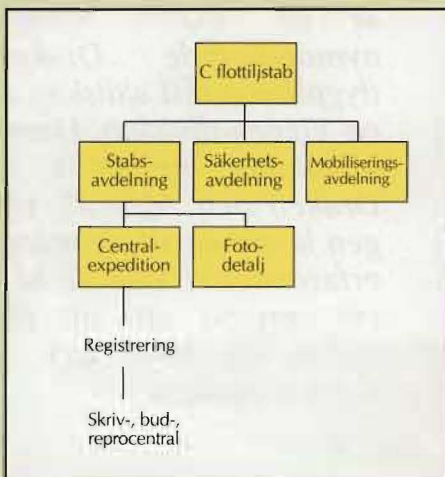 C flottiljstab
Stabs-
avdelning
Säkerhets-
avdelning
Mobiliserings-
avdelning
Central-
expedition
Foto-
detalj
Registrering
Skriv-, bud-,
reprocentral